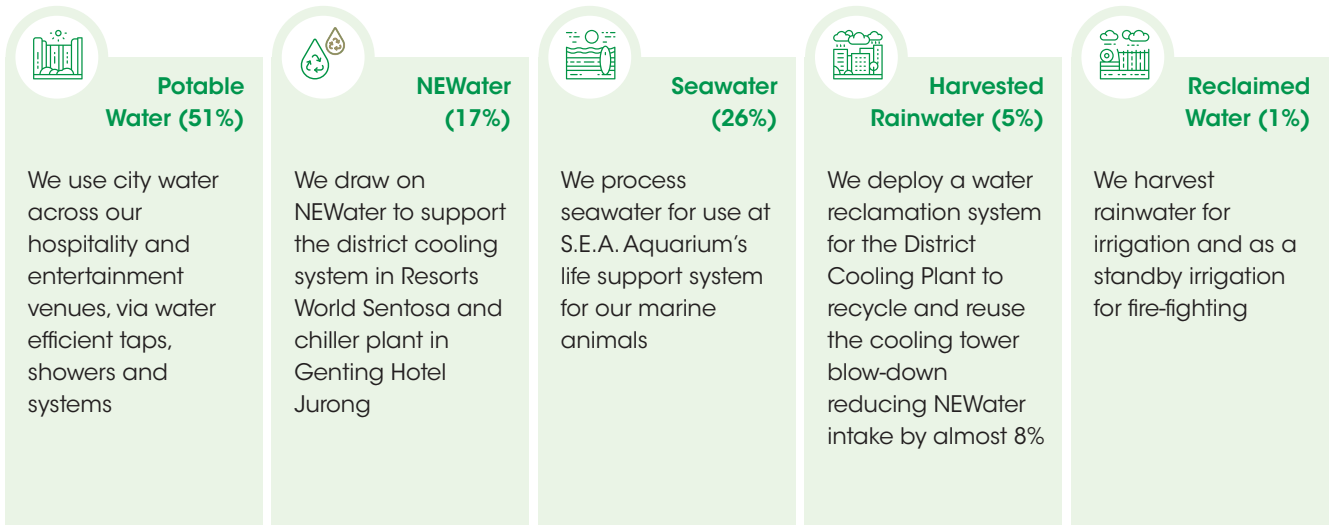 Potable
Water (51%)
We use city water
across our
hospitality and
entertainment
venues, via water
efficient taps,
showers and
systems
NEWater
(17%)
We draw on
NEWater to support
the district cooling
system in Resorts
World Sentosa and
chiller plant in
Genting Hotel
Jurong
Seawater
(26%)
We process
seawater for use at
S.E.A. Aquarium’s
life support system
for our marine
animals
Harvested
Rainwater (5%)
We deploy a water
reclamation system
for the District
Cooling Plant to
recycle and reuse
the cooling tower
blow-down
reducing NEWater
intake by almost 8%
Reclaimed
Water (1%)
We harvest
rainwater for
irrigation and as a
standby irrigation
for fire-fighting